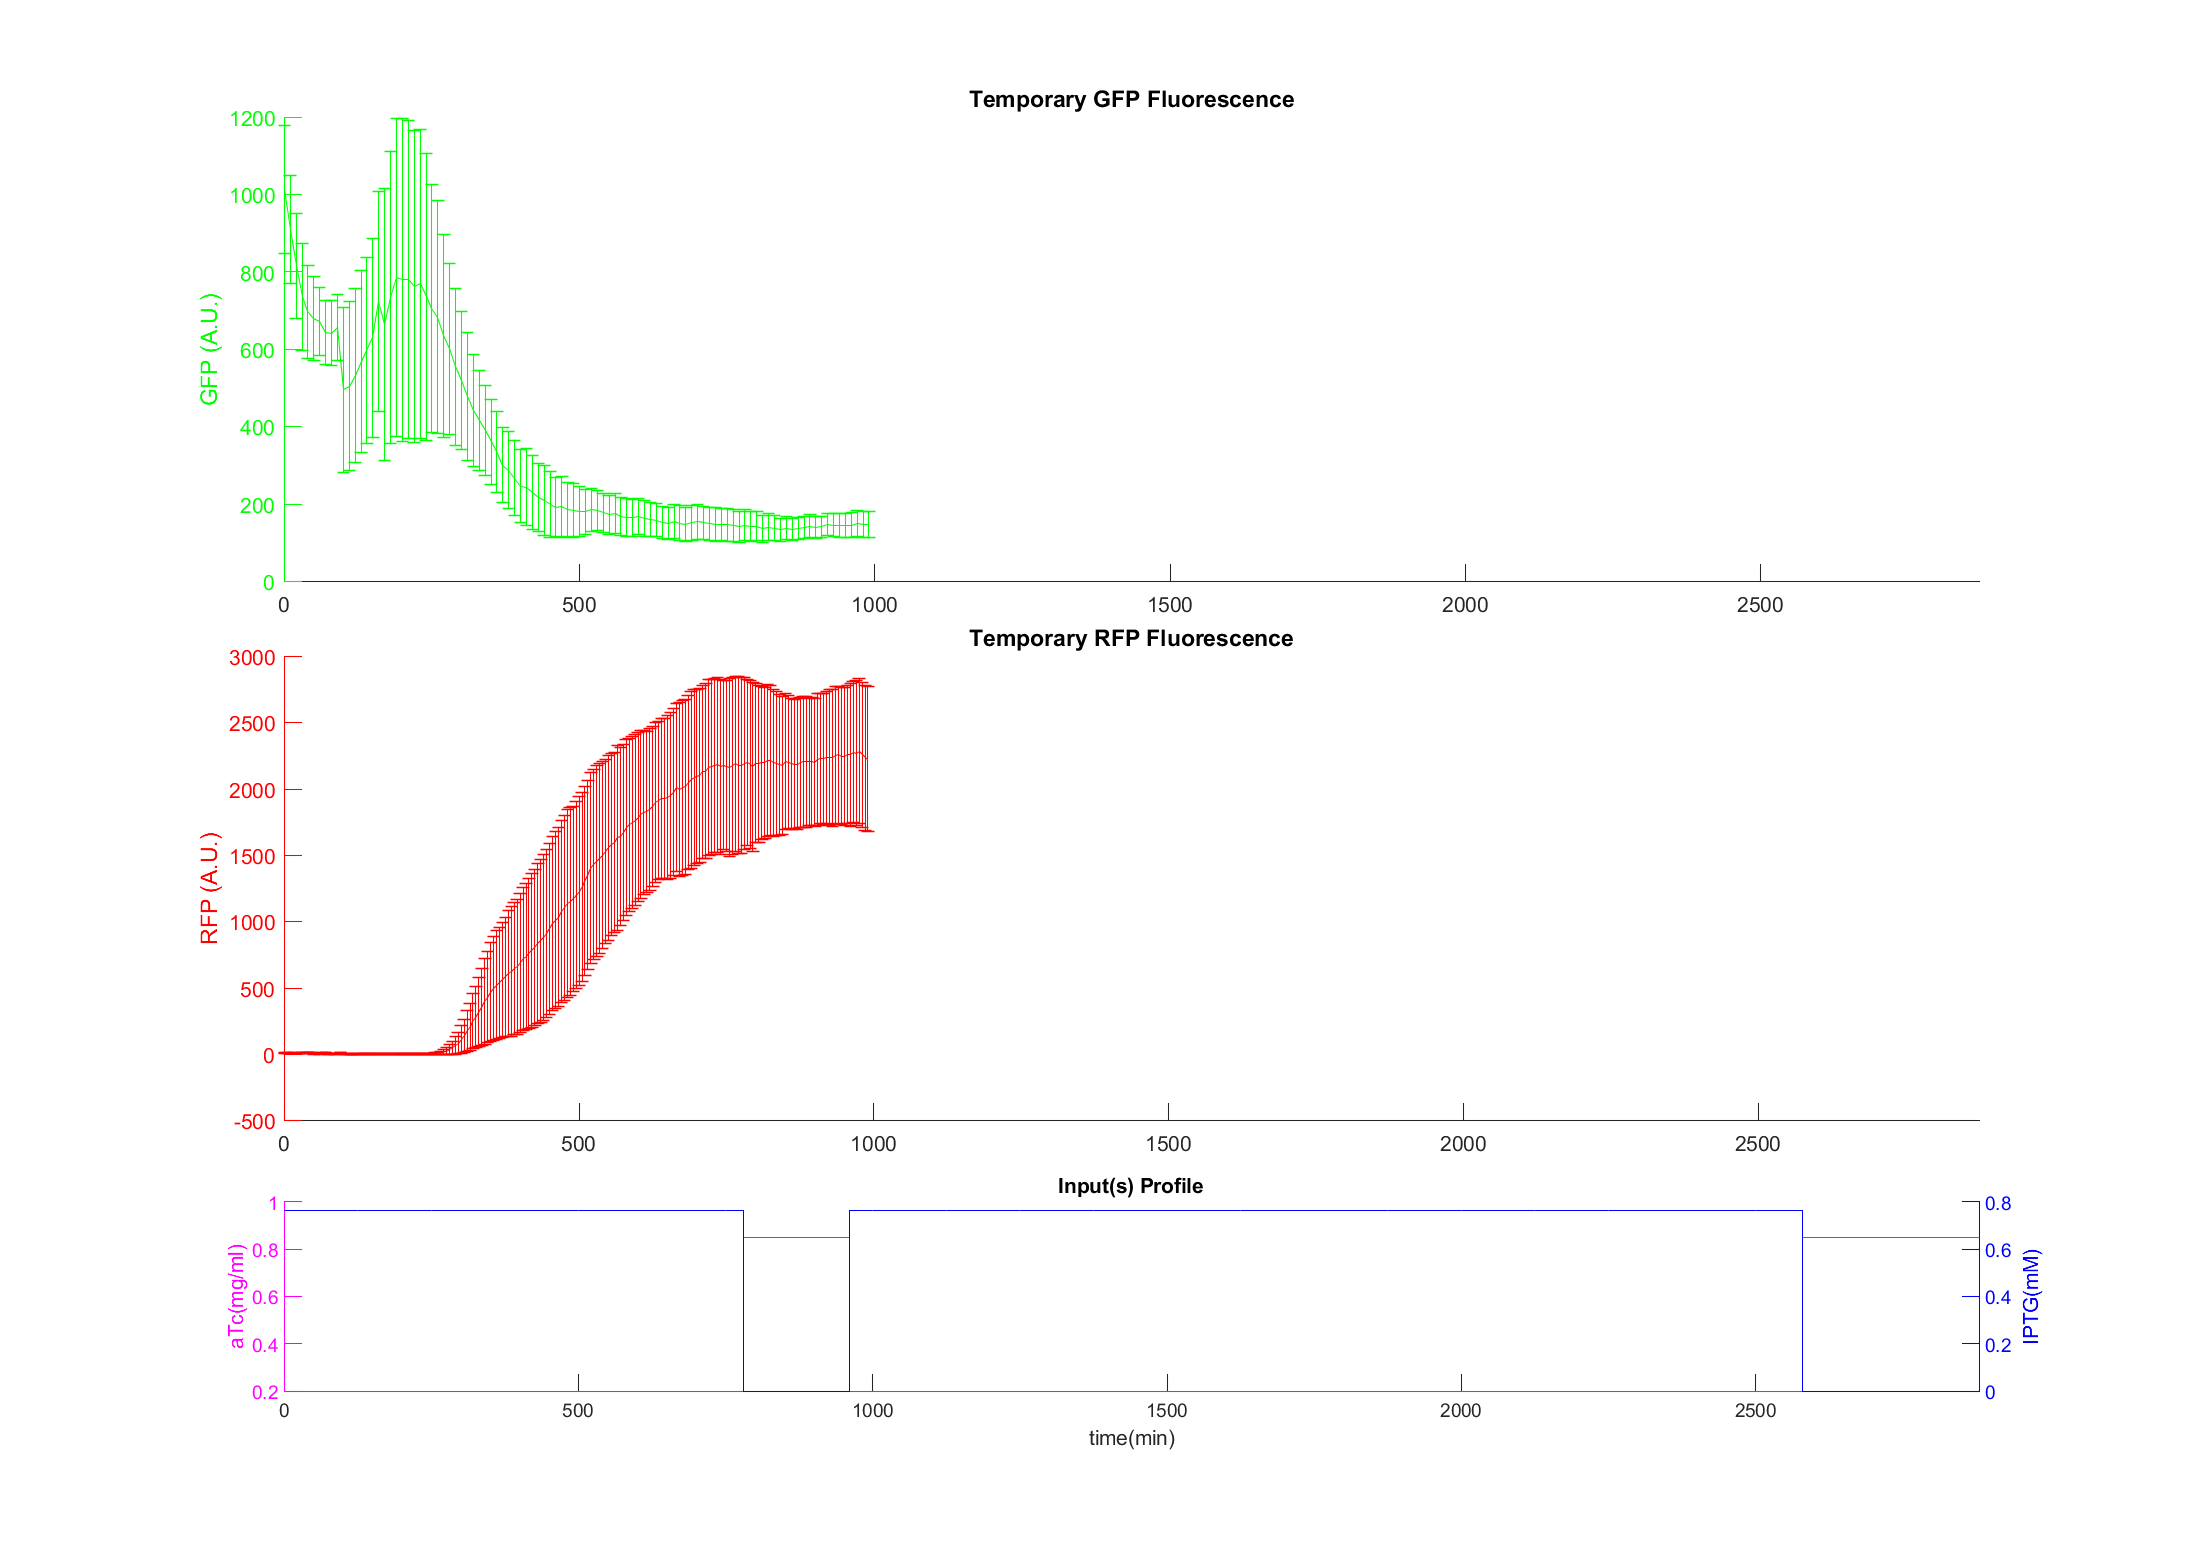 Temporary GFP Fluorescence
1200
1000
800
600
400
200
0
GFP (A.U.)
0 500 1000 1500 2000 2500
Temporary RFP Fluorescence
3000
2500
2000
1500
1000
500
0
-500
RFP (A.U.)
0 500 1000 1500 2000 2500
Input(s) Profile
1 0.8
0.8 0.6
0.6 0.4
0.4 0.2
0.2 0
aTc(mg/ml)
IPTG(mM)
0 500 1000 1500 2000 2500
time(min)